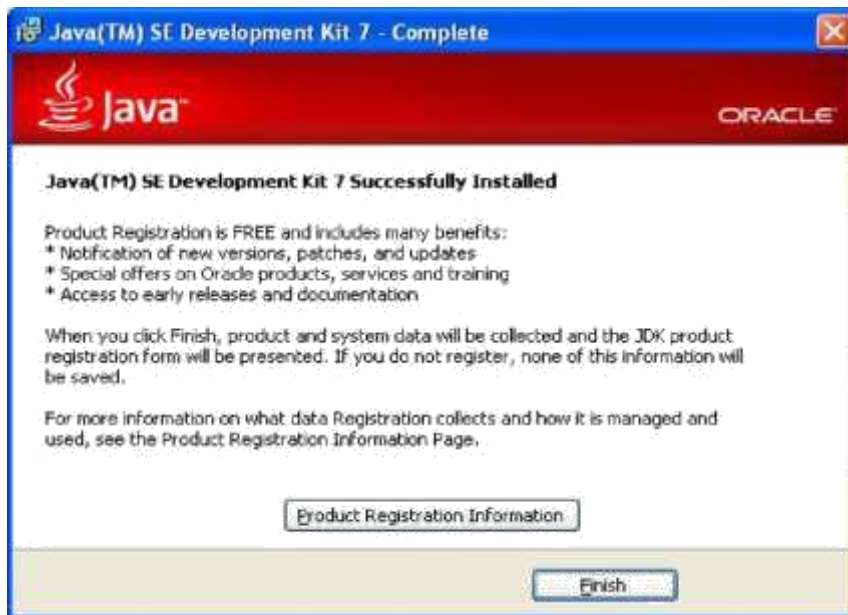 Java(TM) SE Development Kit 7 - Complete
Java™
ORACLE
Java(TM) SE Development Kit 7 Successfully Installed
Product Registration is FREE and includes many benefits:
* Notification of new versions, patches, and updates
* Special offers on Oracle products, services and training
* Access to early releases and documentation
When you click Finish, product and system data will be collected and the JDK product
registration form will be presented. If you do not register, none of this information will
be saved.
For more information on what data Registration collects and how it is managed and
used, see the Product Registration Information Page.
Product Registration Information
Finish